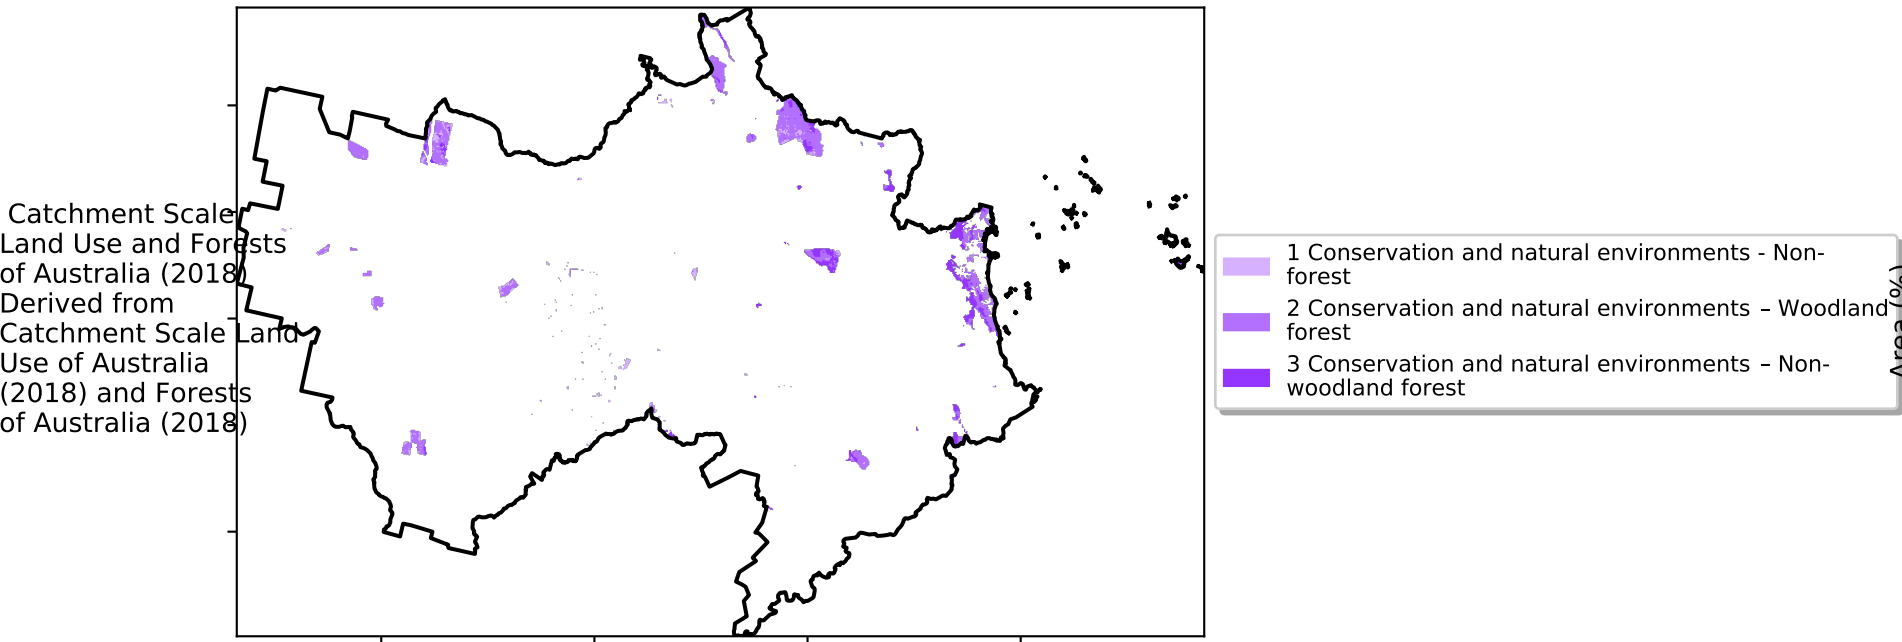 Catchment Scale
Land Use and Forests
of Australia (2018)
Derived from
Catchment Scale Land
Use of Australia
(2018) and Forests
of Australia (2018)
1 Conservation and natural environments - Non-
forest
2 Conservation and natural environments – Woodland
forest
3 Conservation and natural environments – Non-
woodland forest
Area (%)